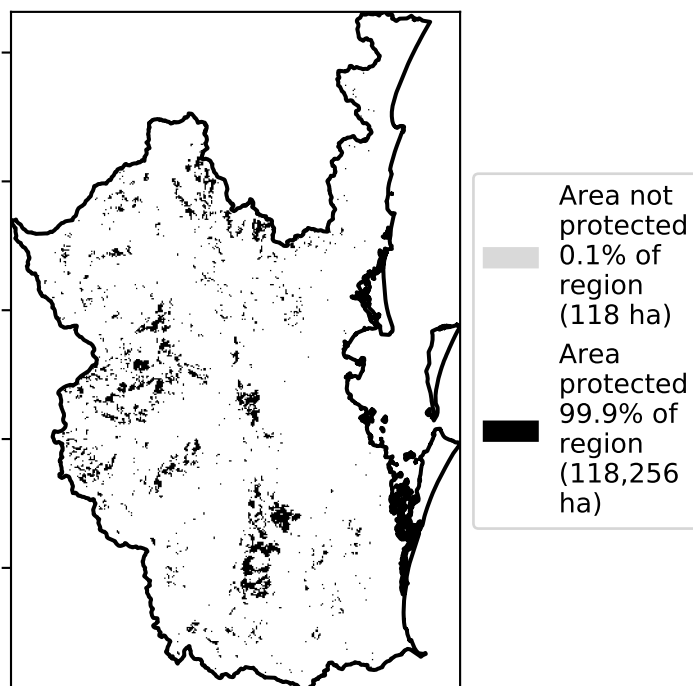 Area not
protected
0.1% of
region
(118 ha)
Area
protected
99.9% of
region
(118,256
ha)